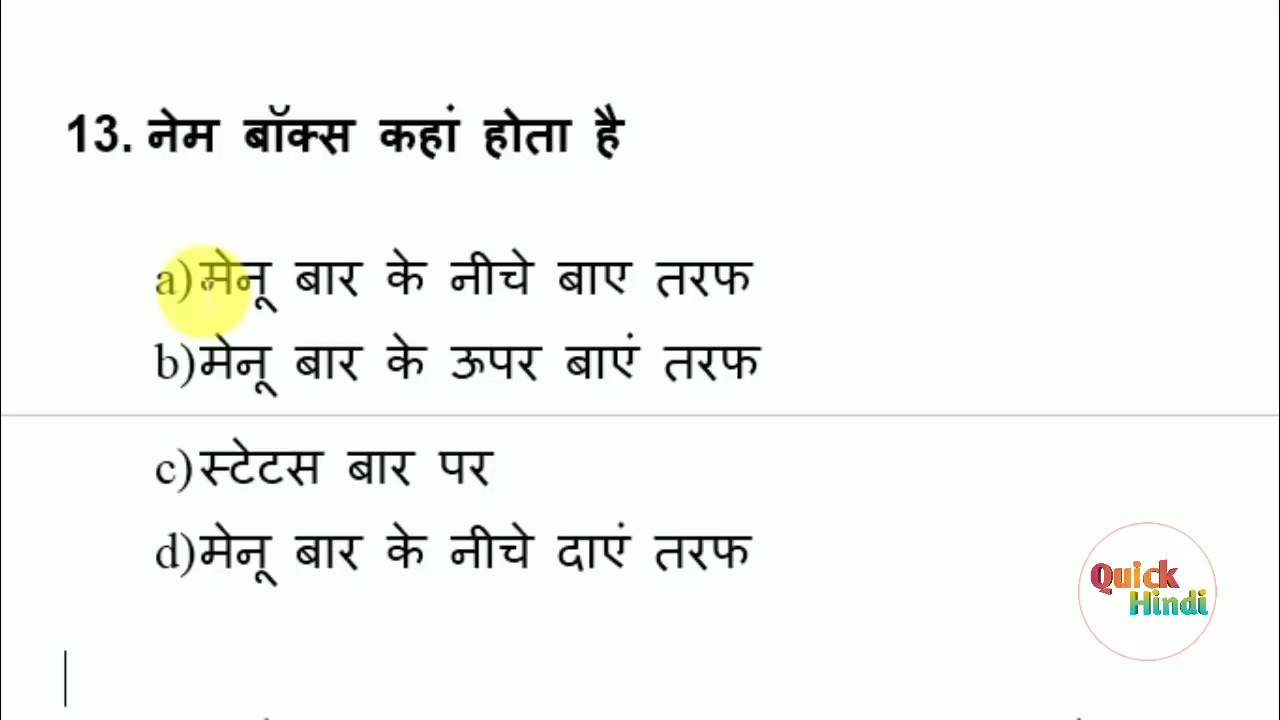 13. नेम बॉक्स कहां होता है
a)मेनू बार के नीचे बाए तरफ
b)मेनू बार के ऊपर बाएं तरफ
c)स्टेटस बार पर
d)मेनू बार के नीचे दाएं तरफ
Quick
Hindi